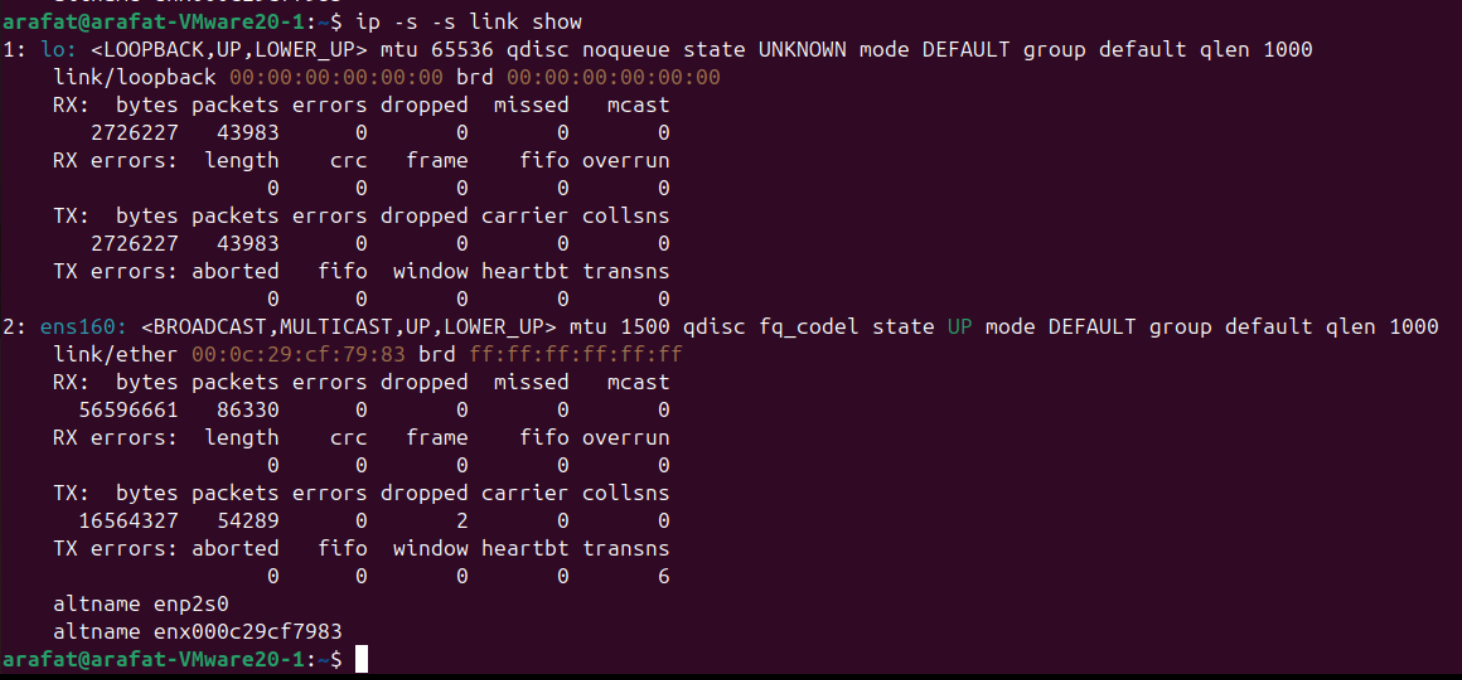 arafat@arafat-VMware20-1:~$ ip -s -s link show
1: lo: <LOOPBACK,UP,LOWER_UP> mtu 65536 qdisc noqueue state UNKNOWN mode DEFAULT group default qlen 1000
    link/loopback 00:00:00:00:00:00 brd 00:00:00:00:00:00
    RX:  bytes packets errors dropped  missed   mcast
       2726227   43983      0       0       0       0
    RX errors:  length    crc   frame    fifo overrun
                     0      0       0       0       0
    TX:  bytes packets errors dropped carrier collsns
       2726227   43983      0       0       0       0
    TX errors: aborted   fifo  window heartbt transns
                     0      0       0       0       0
2: ens160: <BROADCAST,MULTICAST,UP,LOWER_UP> mtu 1500 qdisc fq_codel state UP mode DEFAULT group default qlen 1000
    link/ether 00:0c:29:cf:79:83 brd ff:ff:ff:ff:ff:ff
    RX:  bytes packets errors dropped  missed   mcast
      56596661   86330      0       0       0       0
    RX errors:  length    crc   frame    fifo overrun
                     0      0       0       0       0
    TX:  bytes packets errors dropped carrier collsns
      16564327   54289      0       2       0       0
    TX errors: aborted   fifo  window heartbt transns
                     0      0       0       0       6
    altname enp2s0
    altname enx000c29cf7983
arafat@arafat-VMware20-1:~$